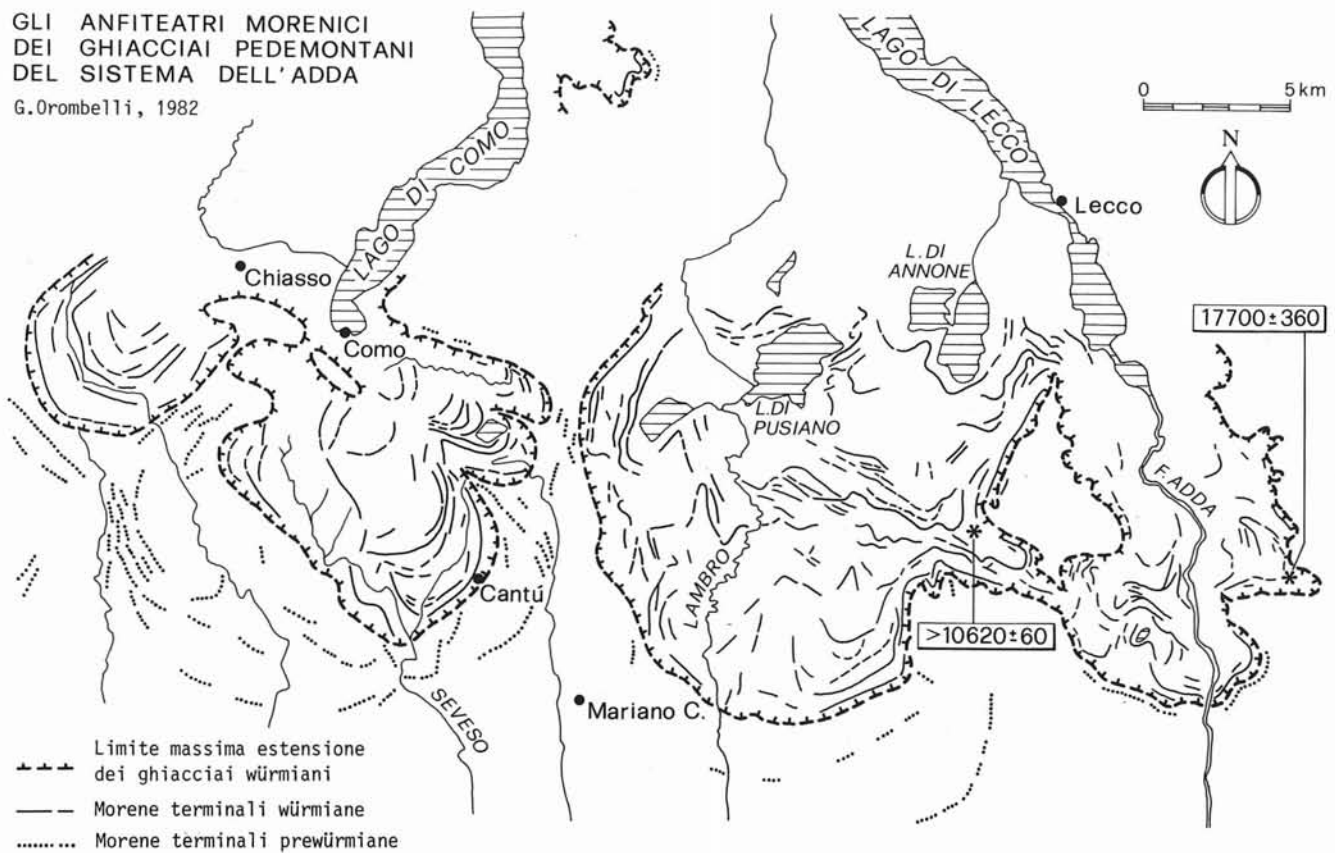 GLI ANFITEATRI MORENICI
DEI GHIACCIAI PEDEMONTANI
DEL SISTEMA DELL'ADDA
G.Orombelli, 1982
0 5 km
N
LAGO DI COMO
LAGO DI LECCO
Lecco
Chiasso
L. DI
ANNONE
17700±360
Como
L. DI
PUSIANO
F. ADDA
LAMBRO
Cantú
>10620±60
SEVESO
Mariano C.
Limite massima estensione
dei ghiacciai würmiani
Morene terminali würmiane
Morene terminali prewürmiane